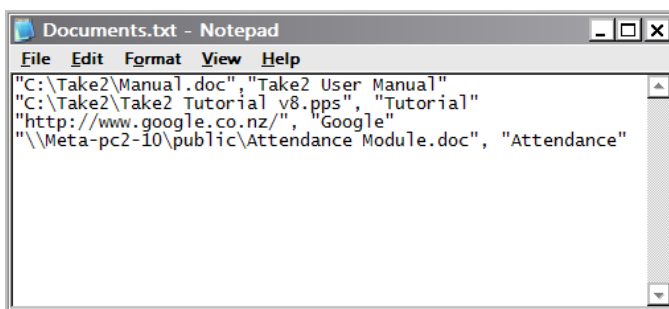 Documents.txt - Notepad
File Edit Format View Help
"C:\Take2\Manual.doc","Take2 User Manual"
"C:\Take2\Take2 Tutorial v8.pps", "Tutorial"
"http://www.google.co.nz/", "Google"
"\\Meta-pc2-10\public\Attendance Module.doc", "Attendance"